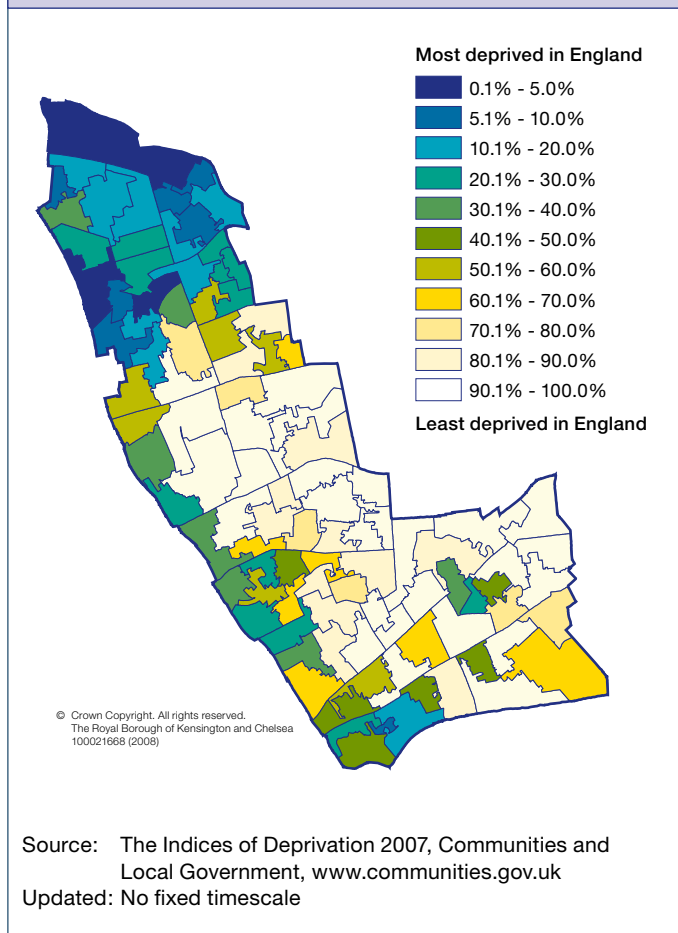 Most deprived in England
0.1% - 5.0%
5.1% - 10.0%
10.1% - 20.0%
20.1% - 30.0%
30.1% - 40.0%
40.1% - 50.0%
50.1% - 60.0%
60.1% - 70.0%
70.1% - 80.0%
80.1% - 90.0%
90.1% - 100.0%
Least deprived in England
© Crown Copyright. All rights reserved.
The Royal Borough of Kensington and Chelsea
100021668 (2008)
Source: The Indices of Deprivation 2007, Communities and
Local Government, www.communities.gov.uk
Updated: No fixed timescale